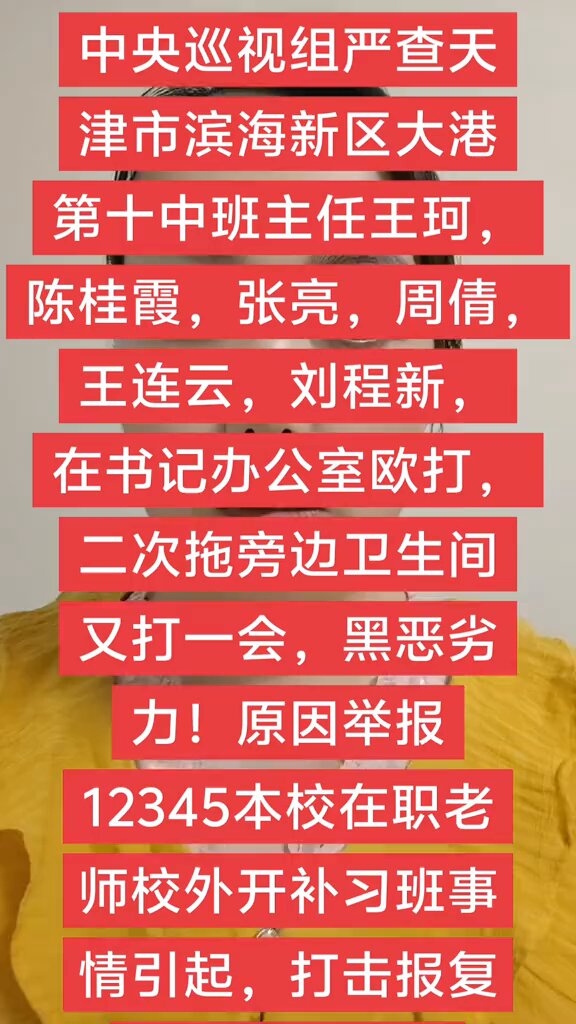 中央巡视组严查天
津市滨海新区大港
第十中班主任王珂，
陈桂霞，张亮，周倩，
王连云，刘程新，
在书记办公室欧打，
二次拖旁边卫生间
又打一会，黑恶劣
力！原因举报
12345本校在职老
师校外开补习班事
情引起，打击报复